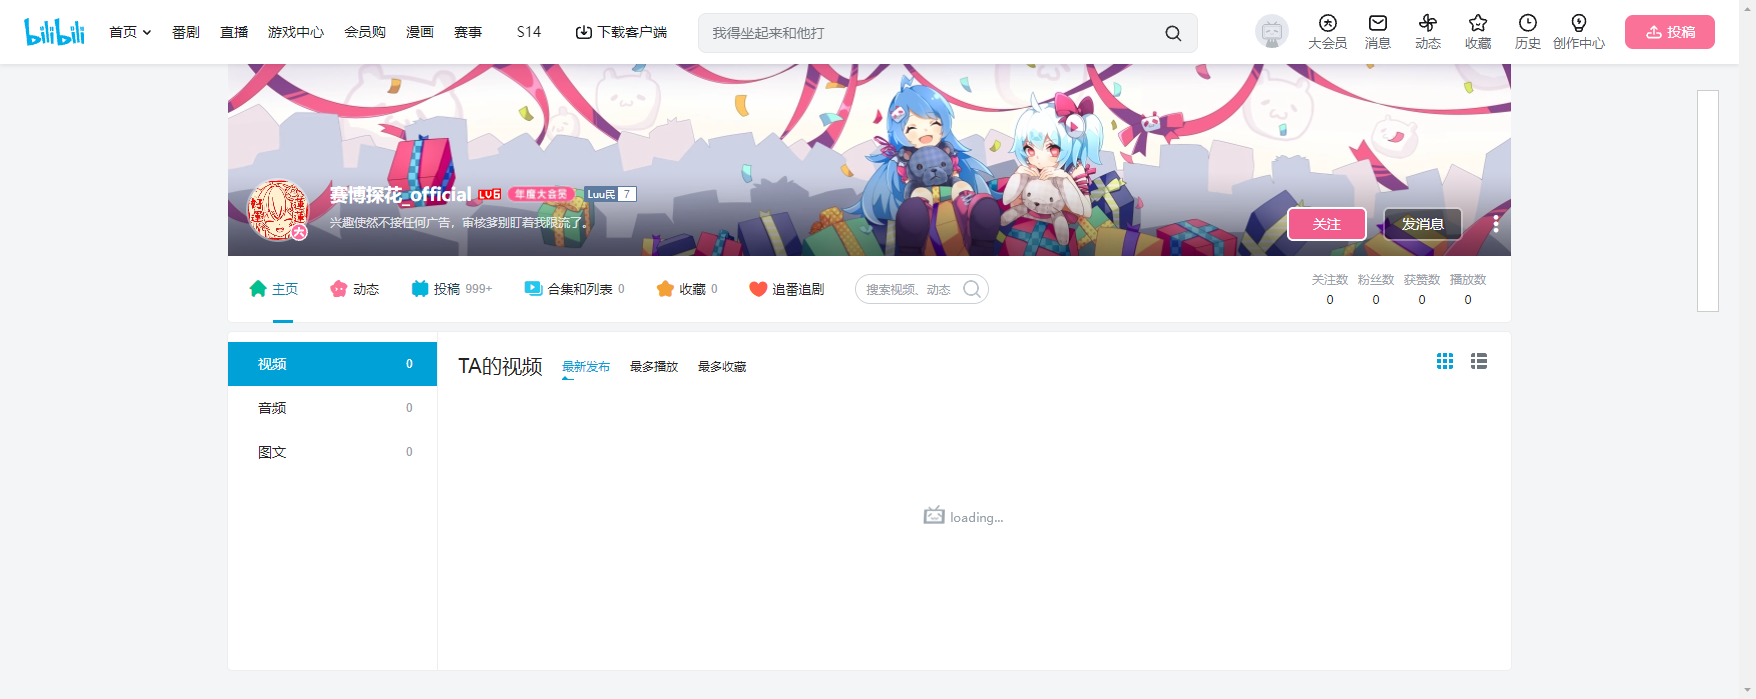 bilibili 首页 番剧 直播 游戏中心 会员购 漫画 赛事 S14 下载客户端 我得坐起来和他打 大会员 消息 动态 收藏 历史 创作中心 投稿
赛博探花_official LV6 年度大会员 Luu民 7
兴趣使然不接任何广告，审核爹别盯着我限流了。
大
关注 发消息
主页 动态 投稿 999+ 合集和列表 0 收藏 0 追番追剧 搜索视频、动态
关注数 粉丝数 获赞数 播放数
0 0 0 0
视频 0
音频 0
图文 0
TA的视频 最新发布 最多播放 最多收藏
loading...